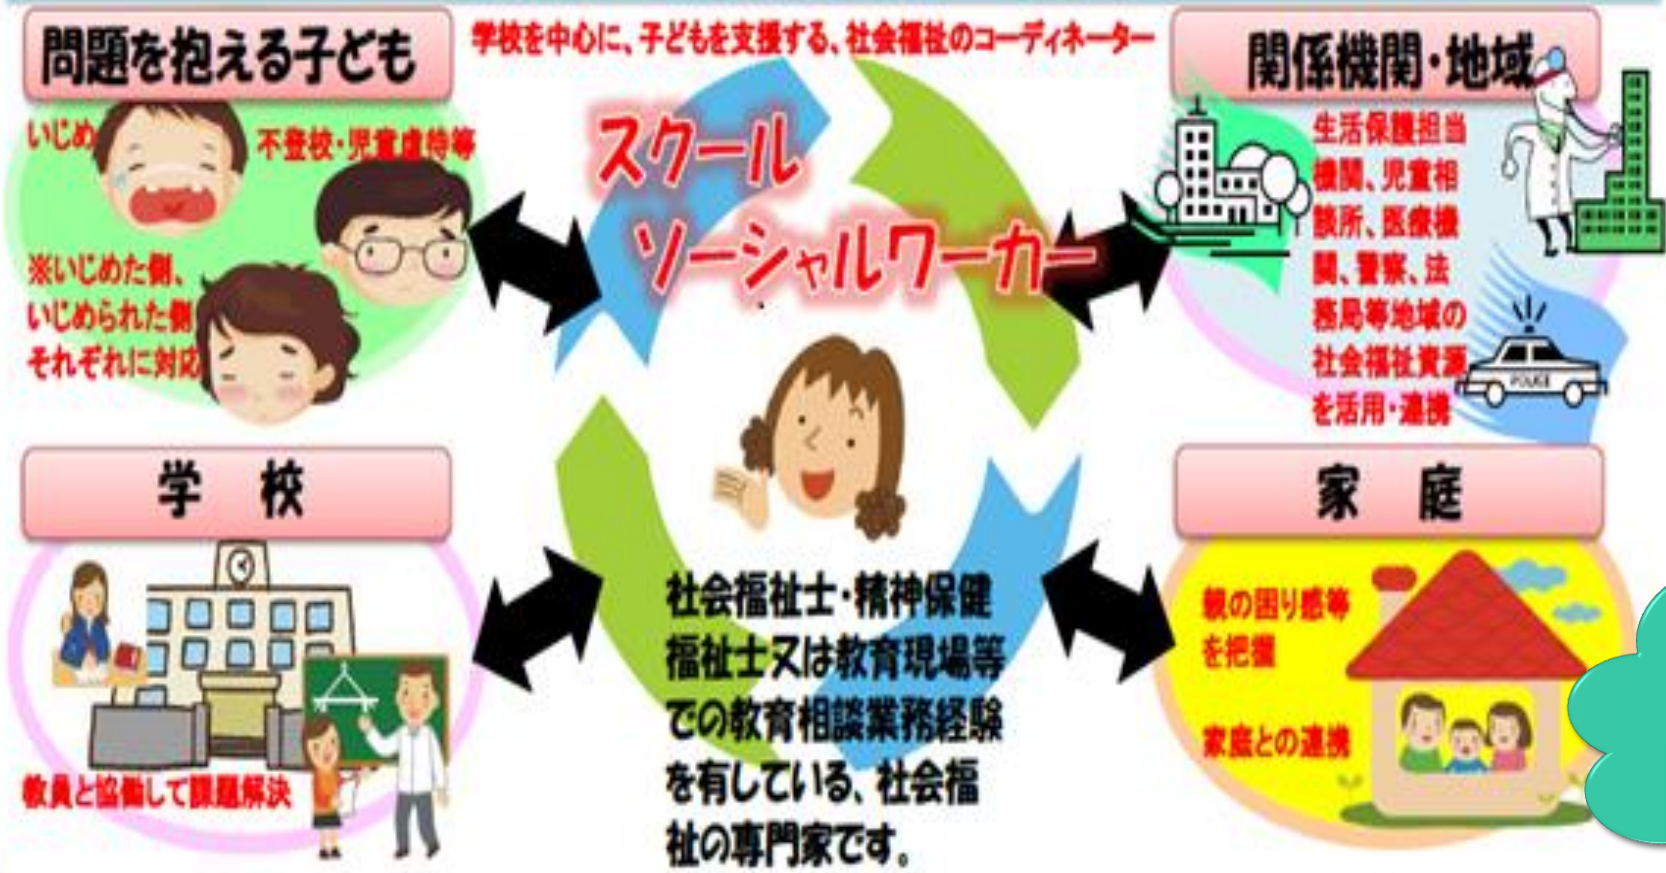 学校を中心に、子どもを支援する、社会福祉のコーディネーター
問題を抱える子ども
いじめ
不登校・児童虐待等
※いじめた側、
いじめられた側
それぞれに対応
スクール
ソーシャルワーカー
関係機関・地域
生活保護担当
機関、児童相
談所、医療機
関、警察、法
務局等地域の
社会福祉資源
を活用・連携
POLICE
学 校
教員と協働して課題解決
社会福祉士・精神保健
福祉士又は教育現場等
での教育相談業務経験
を有している、社会福
祉の専門家です。
家 庭
親の困り感等
を把握
家庭との連携